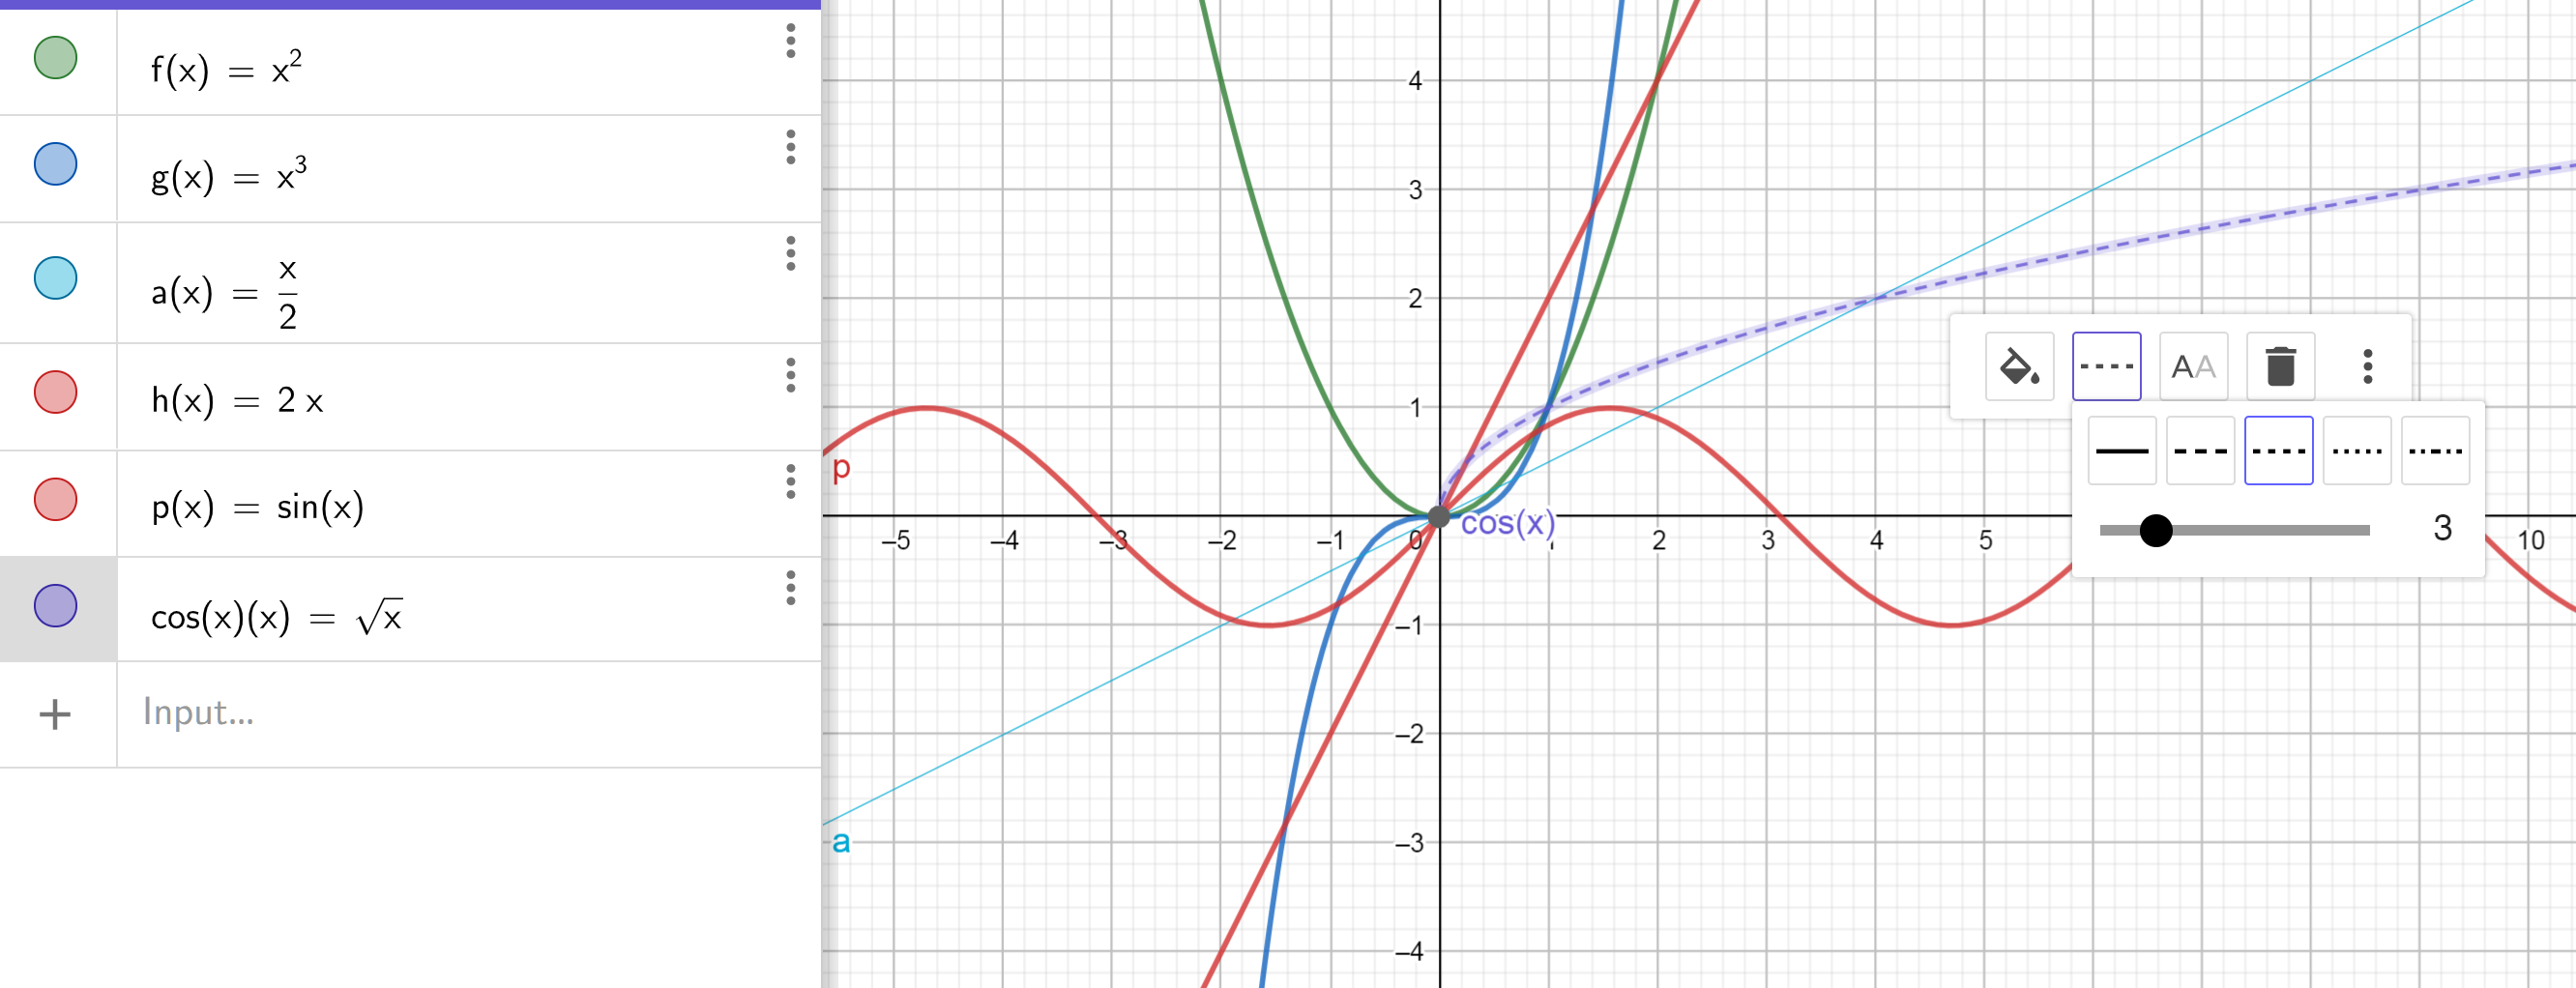 f(x) = x²
g(x) = x³
a(x) = x/2
h(x) = 2 x
p(x) = sin(x)
cos(x)(x) = √x
+ Input...
4
3
2
1
p
cos(x)
–5 –4 –3 –2 –1 0 1 2 3 4 5 10
–1
–2
–3
–4
a
AA
3